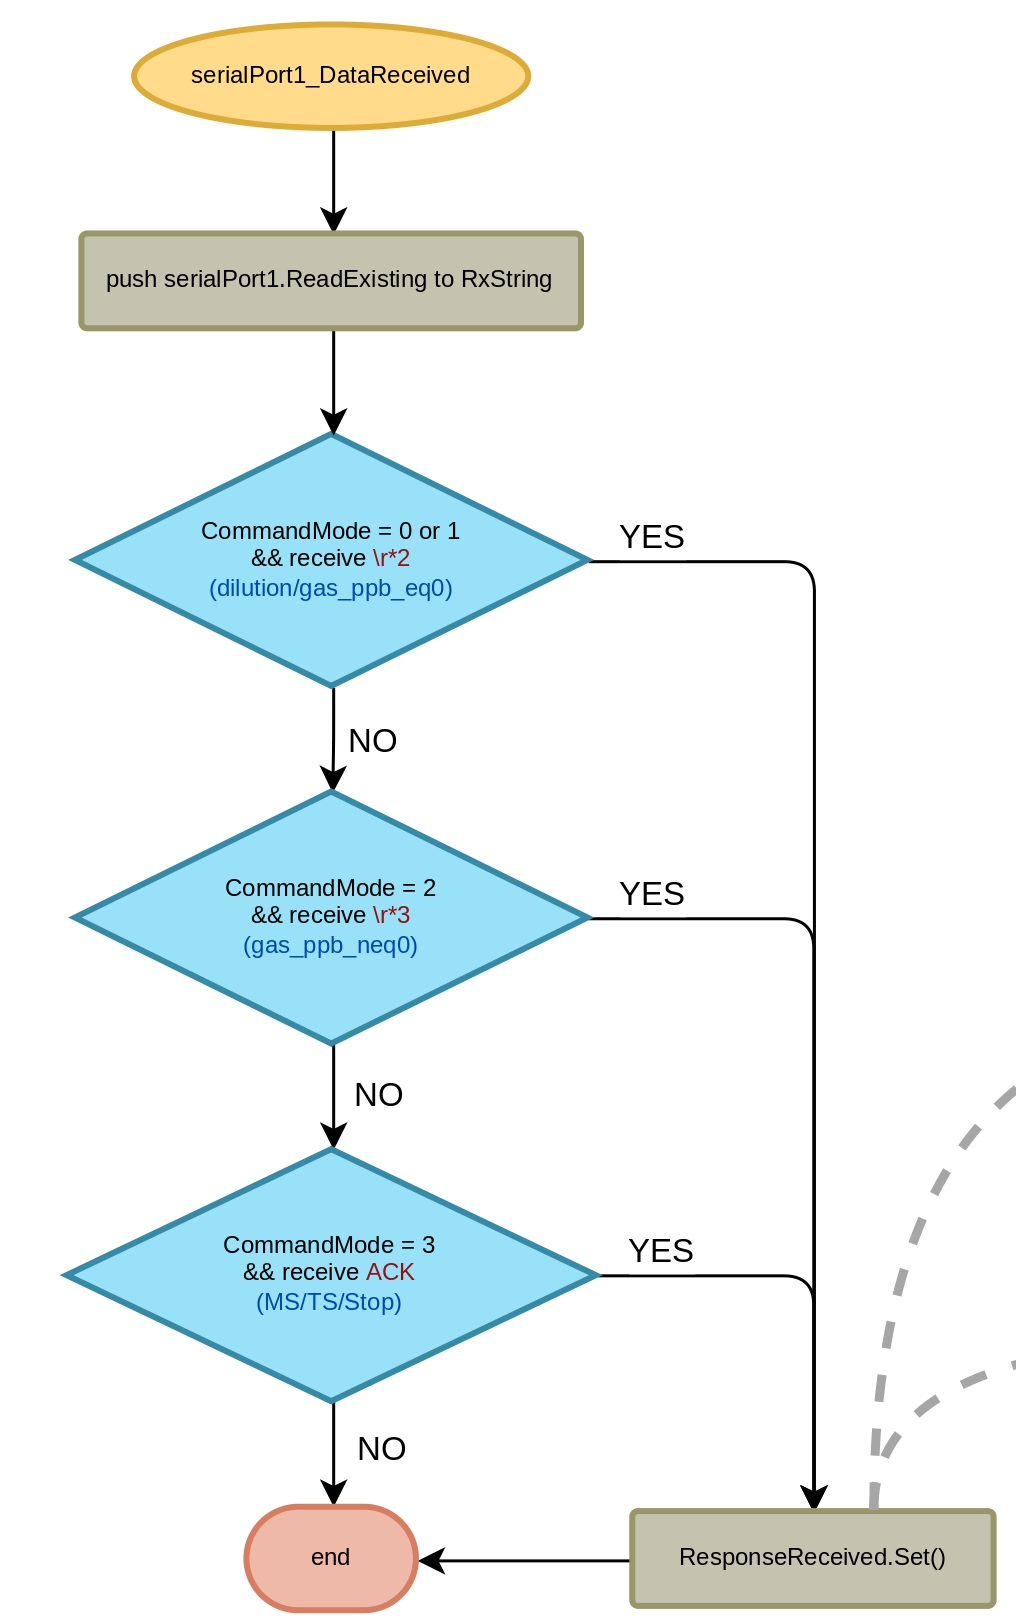 serialPort1_DataReceived
push serialPort1.ReadExisting to RxString
CommandMode = 0 or 1
&& receive \r*2
(dilution/gas_ppb_eq0)
YES
NO
CommandMode = 2
&& receive \r*3
(gas_ppb_neq0)
YES
NO
CommandMode = 3
&& receive ACK
(MS/TS/Stop)
YES
NO
end
ResponseReceived.Set()